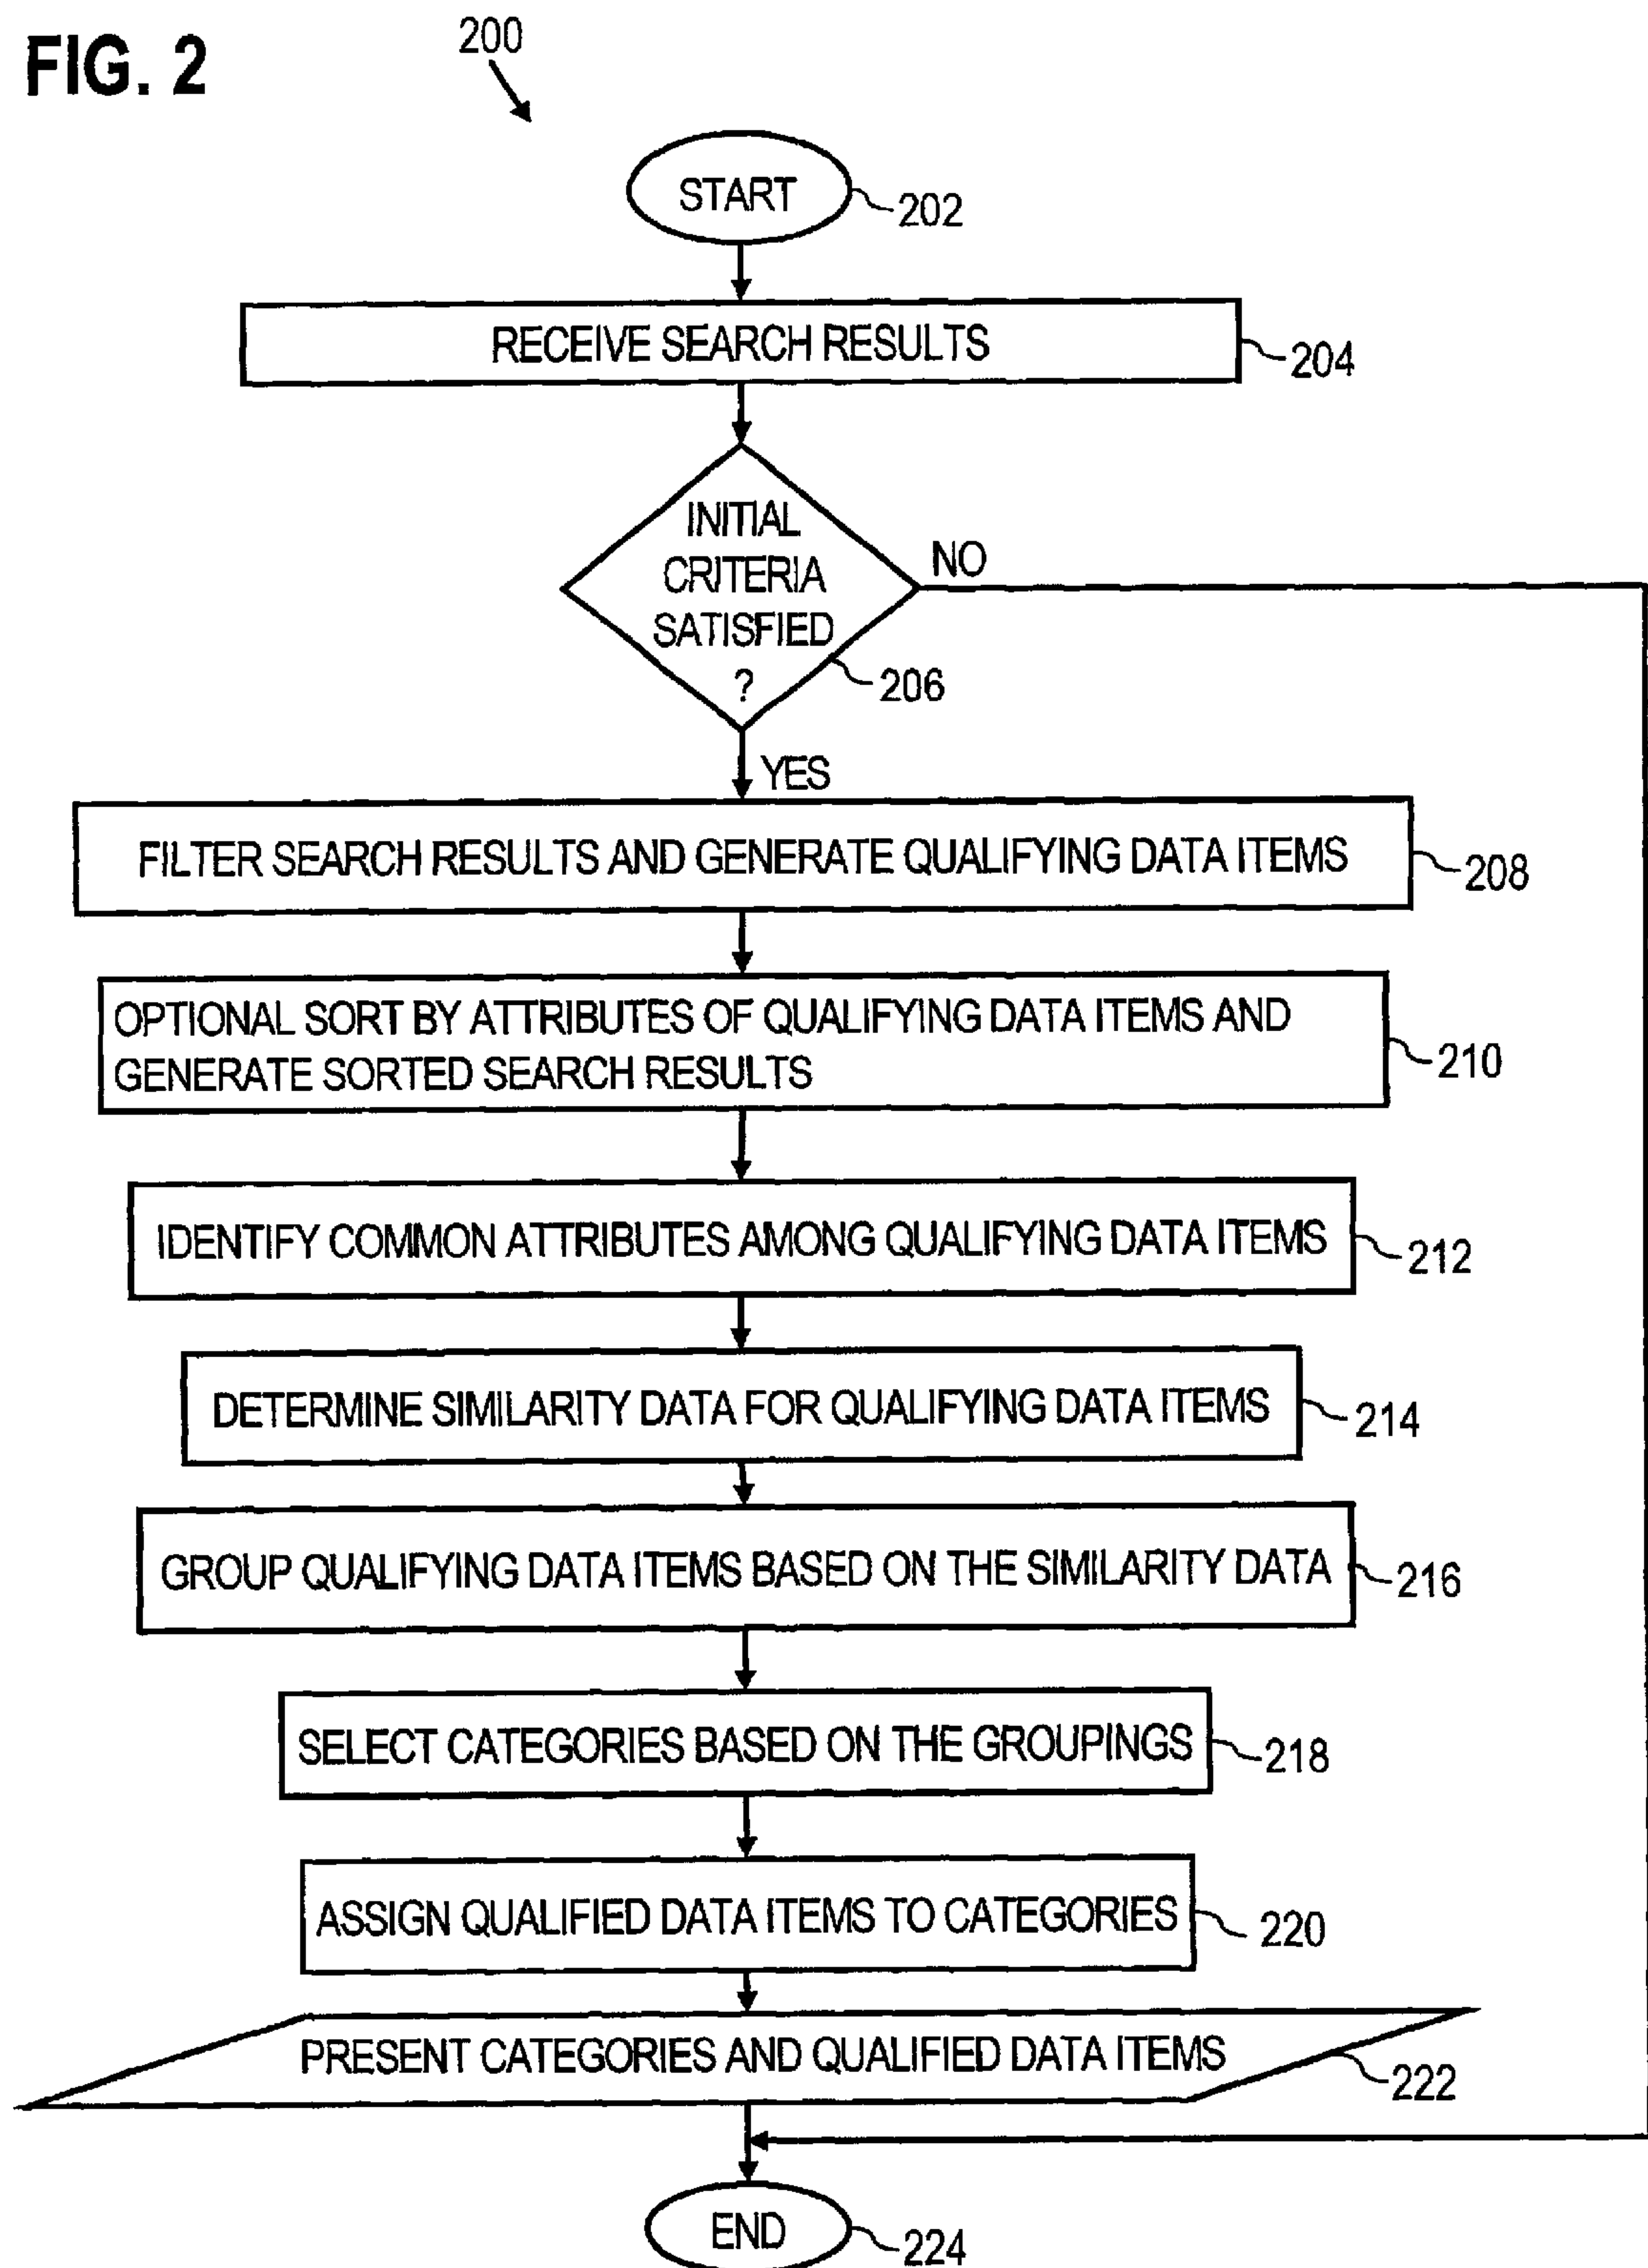 FIG. 2
200
START
202
RECEIVE SEARCH RESULTS
204
INITIAL
CRITERIA
SATISFIED
?
NO
206
YES
FILTER SEARCH RESULTS AND GENERATE QUALIFYING DATA ITEMS
208
OPTIONAL SORT BY ATTRIBUTES OF QUALIFYING DATA ITEMS AND
GENERATE SORTED SEARCH RESULTS
210
IDENTIFY COMMON ATTRIBUTES AMONG QUALIFYING DATA ITEMS
212
DETERMINE SIMILARITY DATA FOR QUALIFYING DATA ITEMS
214
GROUP QUALIFYING DATA ITEMS BASED ON THE SIMILARITY DATA
216
SELECT CATEGORIES BASED ON THE GROUPINGS
218
ASSIGN QUALIFIED DATA ITEMS TO CATEGORIES
220
PRESENT CATEGORIES AND QUALIFIED DATA ITEMS
222
END
224